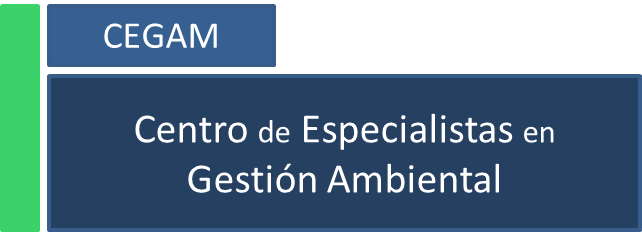 CEGAM
Centro de Especialistas en
Gestión Ambiental